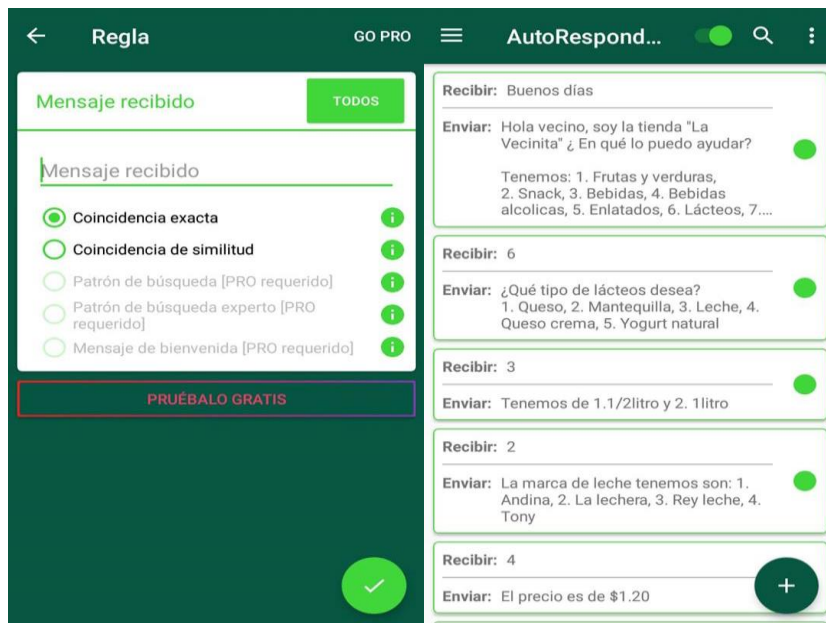 Regla
GO PRO
Mensaje recibido
TODOS
Mensaje recibido
Coincidencia exacta
Coincidencia de similitud
Patrón de búsqueda [PRO requerido]
Patrón de búsqueda experto [PRO
requerido]
Mensaje de bienvenida [PRO requerido]
PRUÉBALO GRATIS
AutoRespond...
Recibir: Buenos días
Enviar: Hola vecino, soy la tienda "La
Vecinita" ¿ En qué lo puedo ayudar?
Tenemos: 1. Frutas y verduras,
2. Snack, 3. Bebidas, 4. Bebidas
alcolicas, 5. Enlatados, 6. Lácteos, 7....
Recibir: 6
Enviar: ¿Qué tipo de lácteos desea?
1. Queso, 2. Mantequilla, 3. Leche, 4.
Queso crema, 5. Yogurt natural
Recibir: 3
Enviar: Tenemos de 1.1/2litro y 2. 1litro
Recibir: 2
Enviar: La marca de leche tenemos son: 1.
Andina, 2. La lechera, 3. Rey leche, 4.
Tony
Recibir: 4
Enviar: El precio es de $1.20